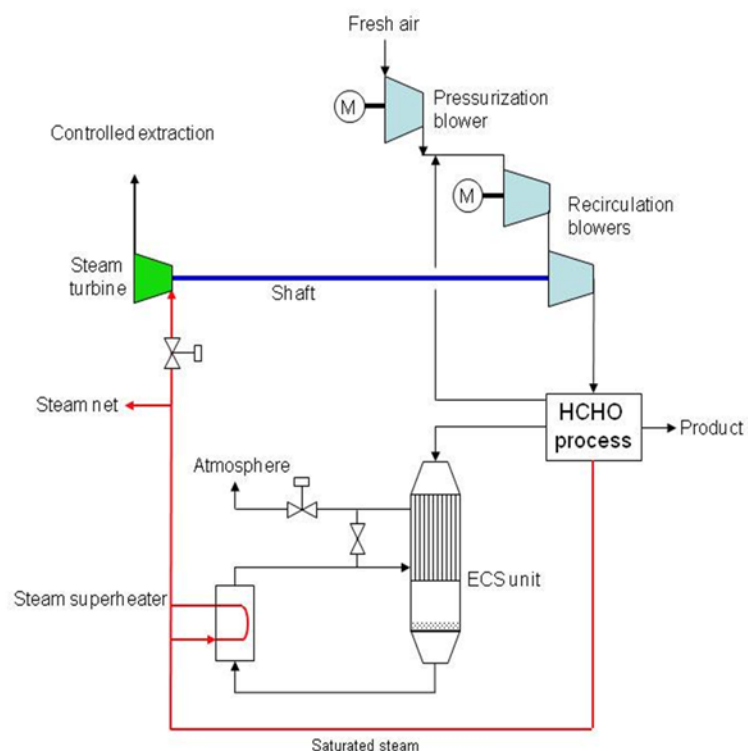 Fresh air
M
Pressurization
blower
Controlled extraction
M
Recirculation
blowers
Steam
turbine
Shaft
Steam net
HCHO
process
Product
Atmosphere
ECS unit
Steam superheater
Saturated steam